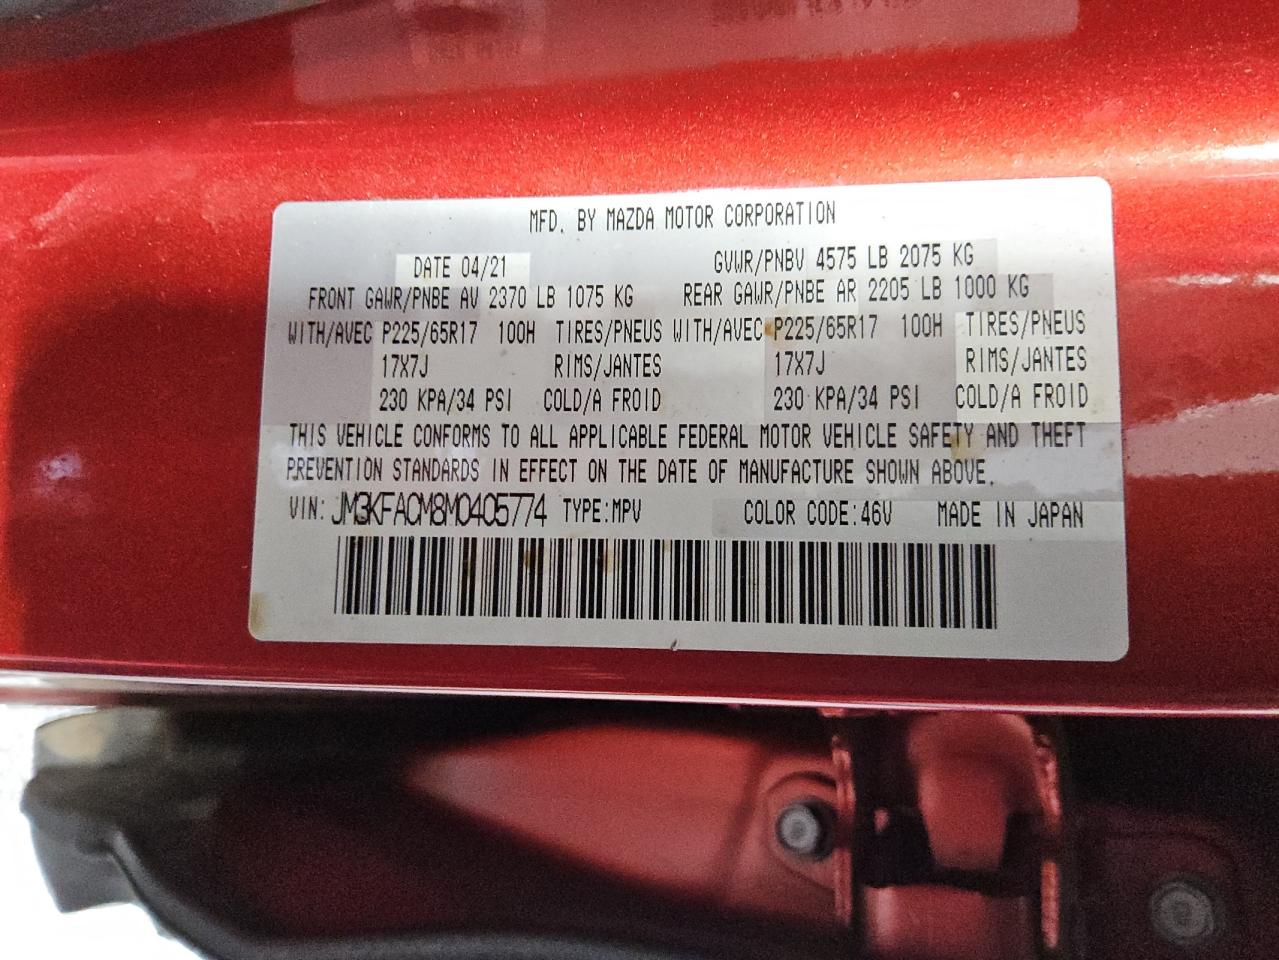 MFD. BY MAZDA MOTOR CORPORATION
DATE 04/21 GVWR/PNBV 4575 LB 2075 KG
FRONT GAWR/PNBE AV 2370 LB 1075 KG REAR GAWR/PNBE AR 2205 LB 1000 KG
WITH/AVEC P225/65R17 100H TIRES/PNEUS WITH/AVEC P225/65R17 100H TIRES/PNEUS
17X7J RIMS/JANTES 17X7J RIMS/JANTES
230 KPA/34 PSI COLD/A FROID 230 KPA/34 PSI COLD/A FROID
THIS VEHICLE CONFORMS TO ALL APPLICABLE FEDERAL MOTOR VEHICLE SAFETY AND THEFT
PREVENTION STANDARDS IN EFFECT ON THE DATE OF MANUFACTURE SHOWN ABOVE.
VIN: JM3KFACM8M0405774 TYPE:MPV COLOR CODE:46V MADE IN JAPAN